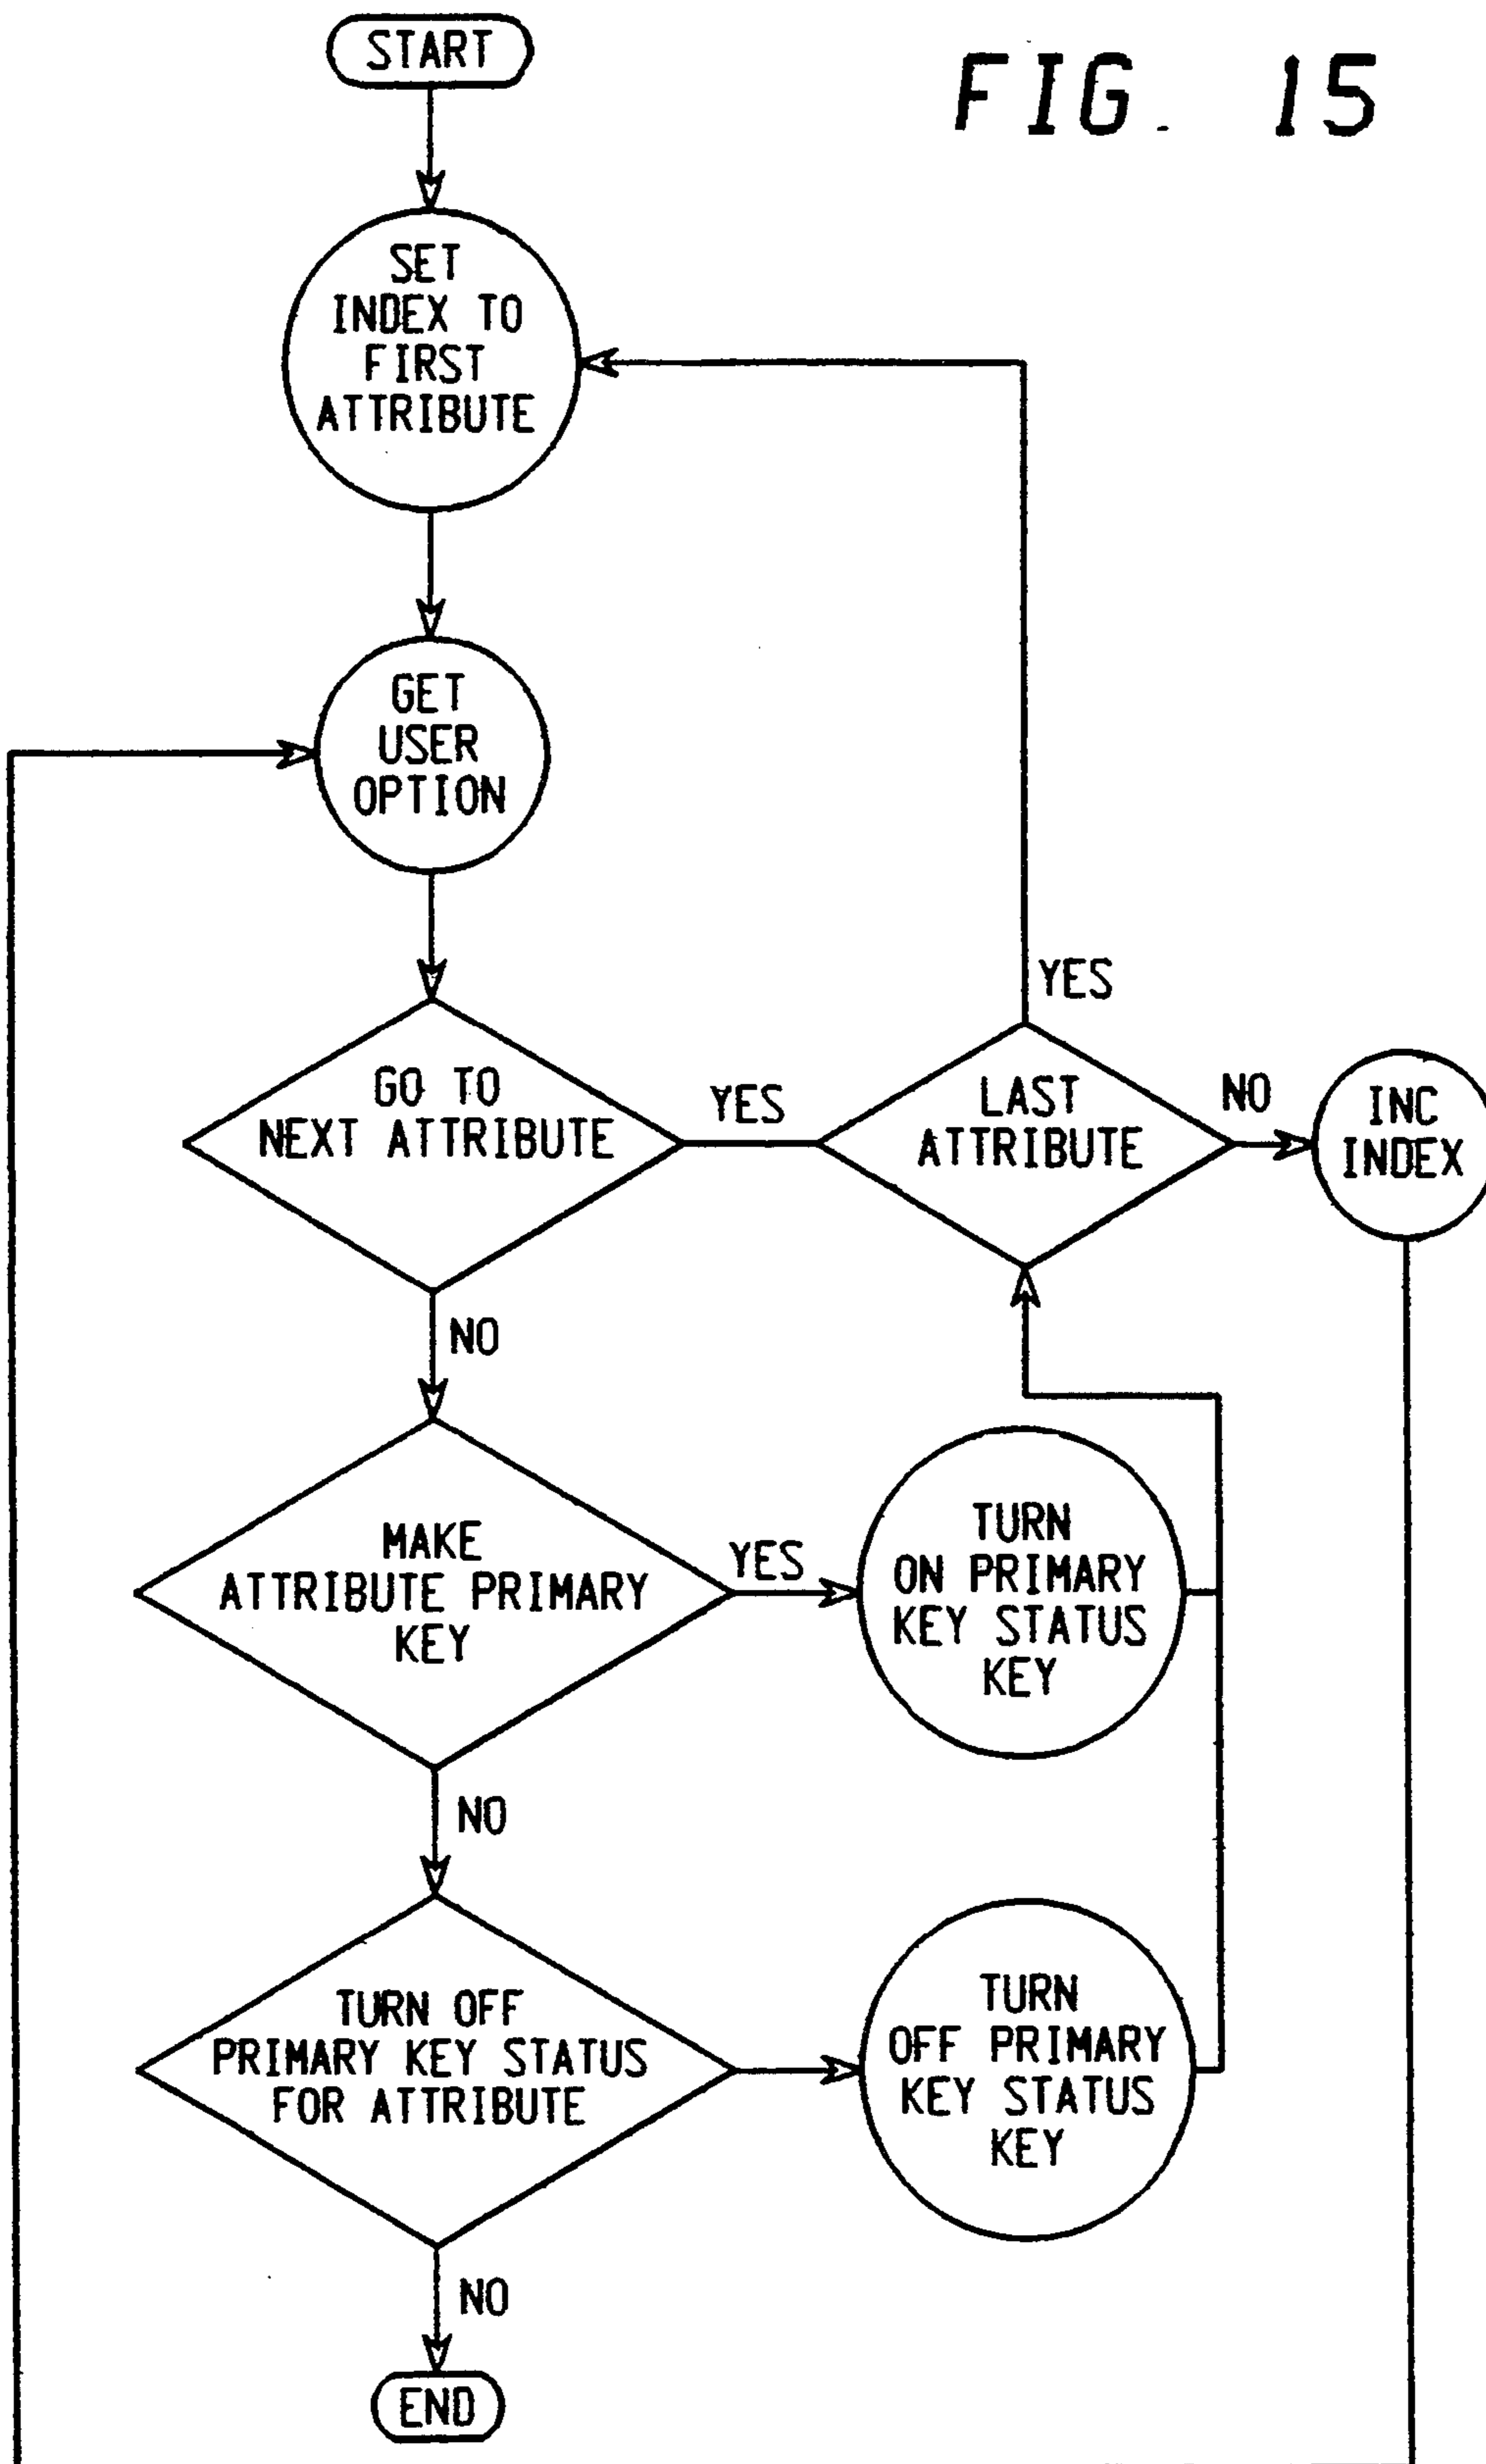 START
FIG. 15
SET
INDEX TO
FIRST
ATTRIBUTE
GET
USER
OPTION
YES
GO TO
NEXT ATTRIBUTE
YES
LAST
ATTRIBUTE
NO
INC
INDEX
NO
MAKE
ATTRIBUTE PRIMARY
KEY
YES
TURN
ON PRIMARY
KEY STATUS
KEY
NO
TURN OFF
PRIMARY KEY STATUS
FOR ATTRIBUTE
TURN
OFF PRIMARY
KEY STATUS
KEY
NO
END